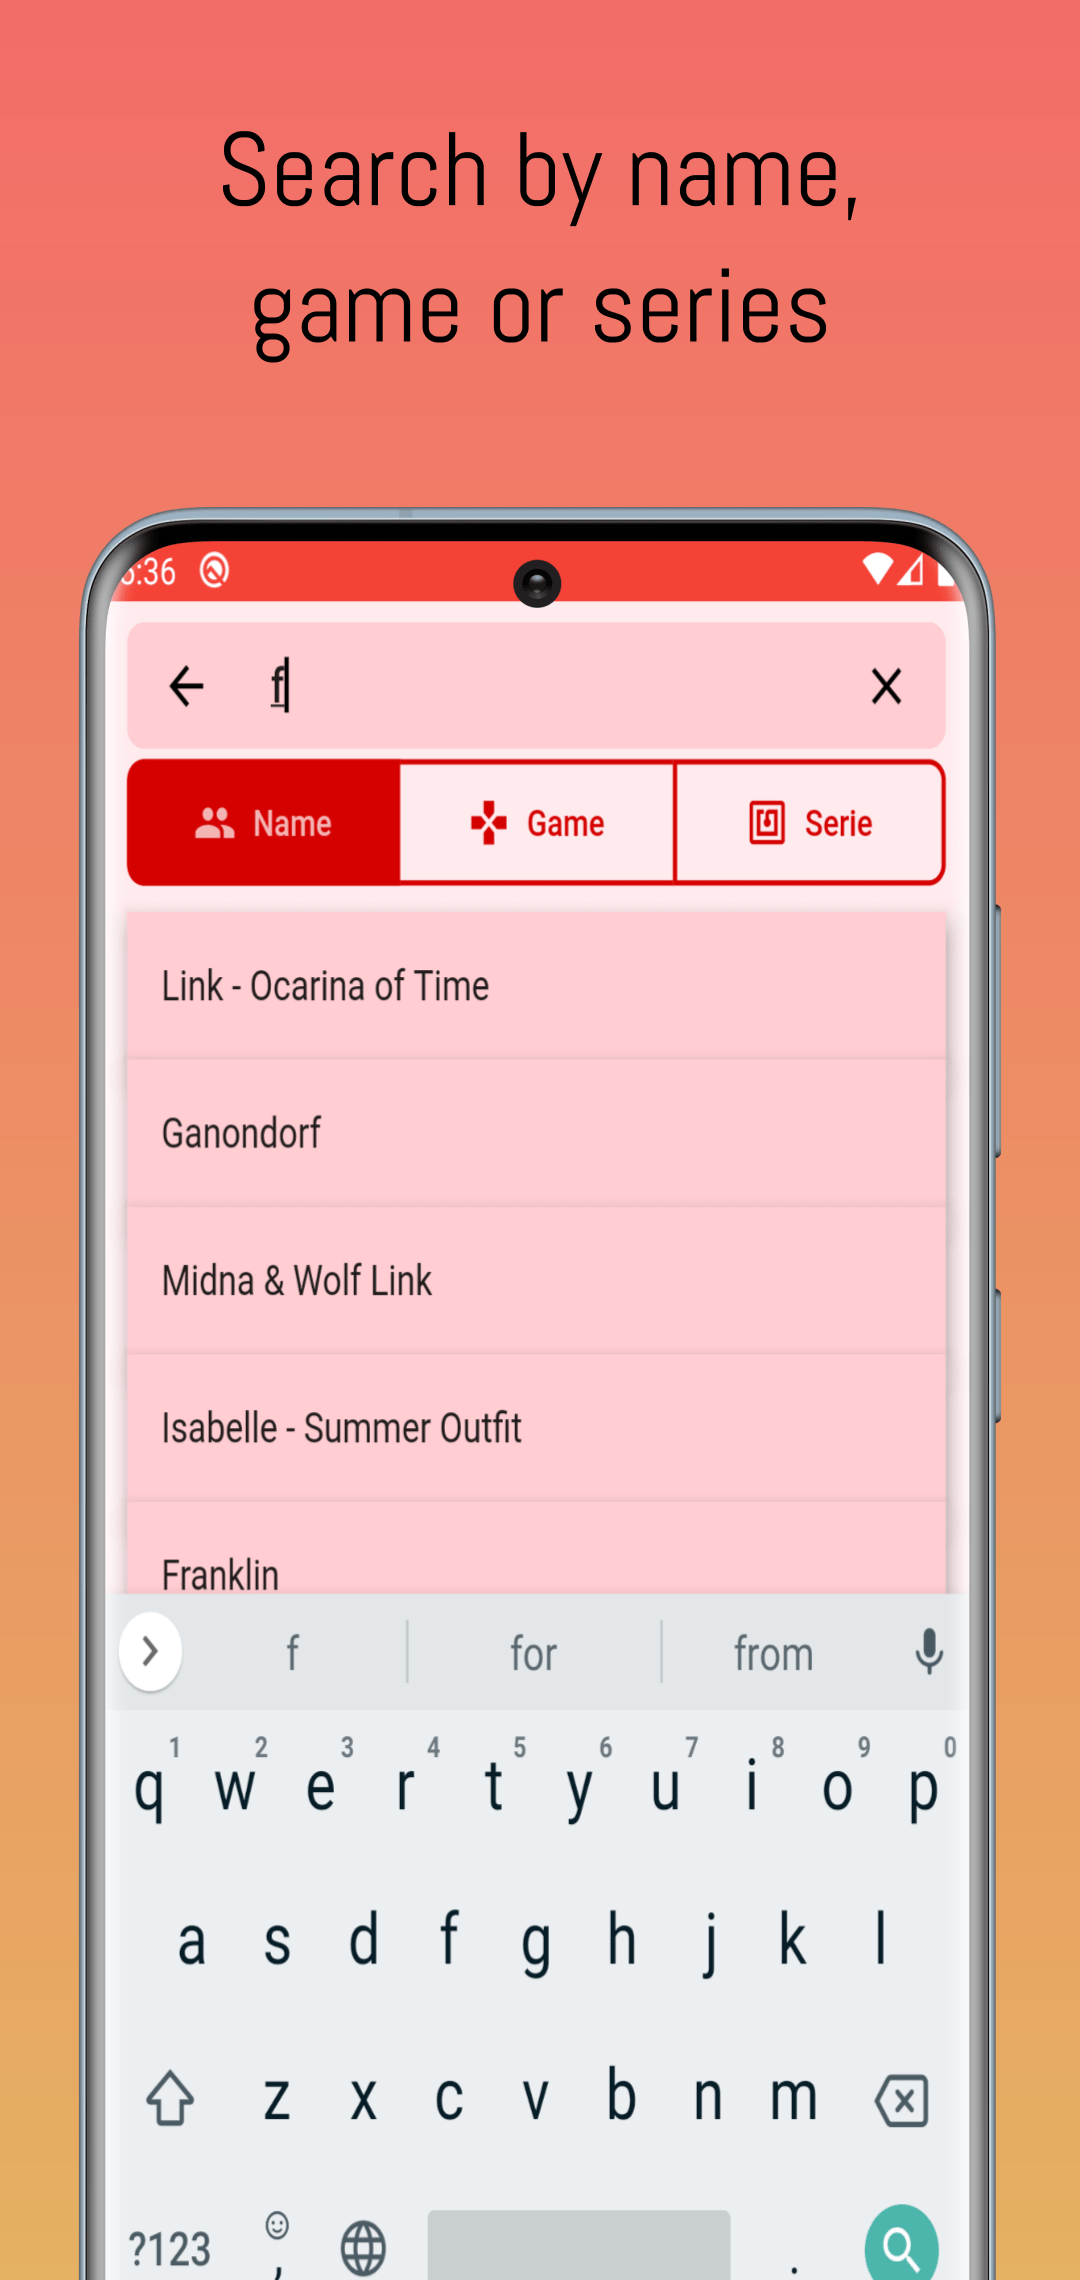 Search by name,
game or series
6:36
f
Name Game Serie
Link - Ocarina of Time
Ganondorf
Midna & Wolf Link
Isabelle - Summer Outfit
Franklin
f for from
1 2 3 4 5 6 7 8 9 0
q w e r t y u i o p
a s d f g h j k l
z x c v b n m
?123 , .